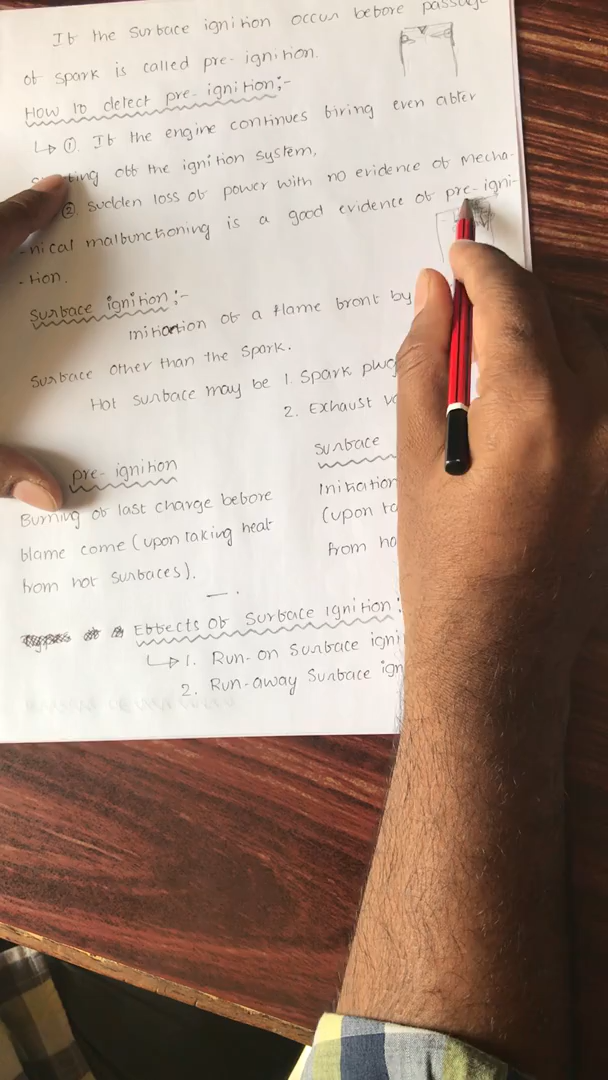 If the surface ignition occur before passage
of spark is called pre-ignition.
How to detect pre-ignition:-
↳ ①. If the engine continues firing even after
off the ignition system,
②. Sudden loss of power with no evidence of mecha-
-nical malfunctioning is a good evidence of pre-igni-
-tion.
Surface ignition:-
Initiation of a flame front by
surface other than the spark.
Hot surface may be 1. Spark plug
2. Exhaust
Pre-ignition
Surface
Burning of last charge before
flame come (upon taking heat
from hot surfaces).
Initiation
(upon
from
Effects of Surface ignition:
↳ 1. Run-on Surface
2. Run-away Surface